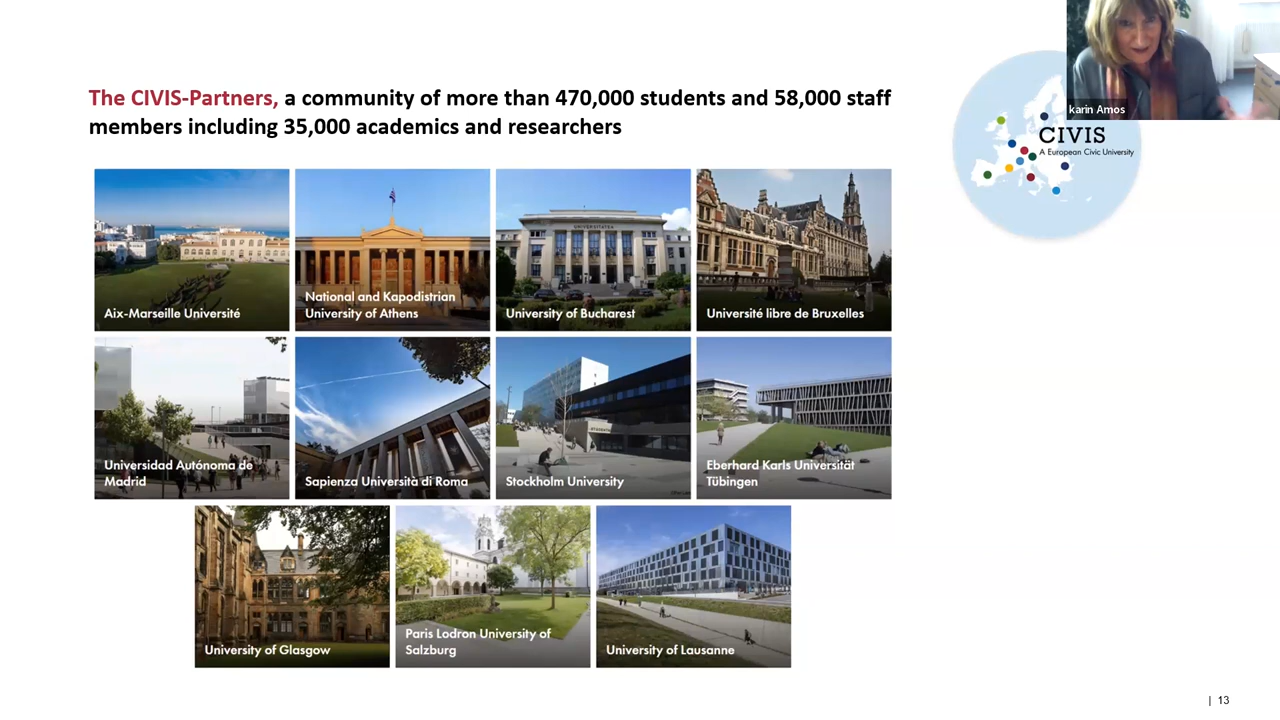 The CIVIS-Partners, a community of more than 470,000 students and 58,000 staff
members including 35,000 academics and researchers
karin Amos
CIVIS
A European Civic University
UNIVERSITATEA
Aix-Marseille Université
National and Kapodistrian
University of Athens
University of Bucharest
Université libre de Bruxelles
Universidad Autónoma de
Madrid
Sapienza Università di Roma
Stockholm University
Eberhard Karls Universität
Tübingen
University of Glasgow
Paris Lodron University of
Salzburg
University of Lausanne
| 13